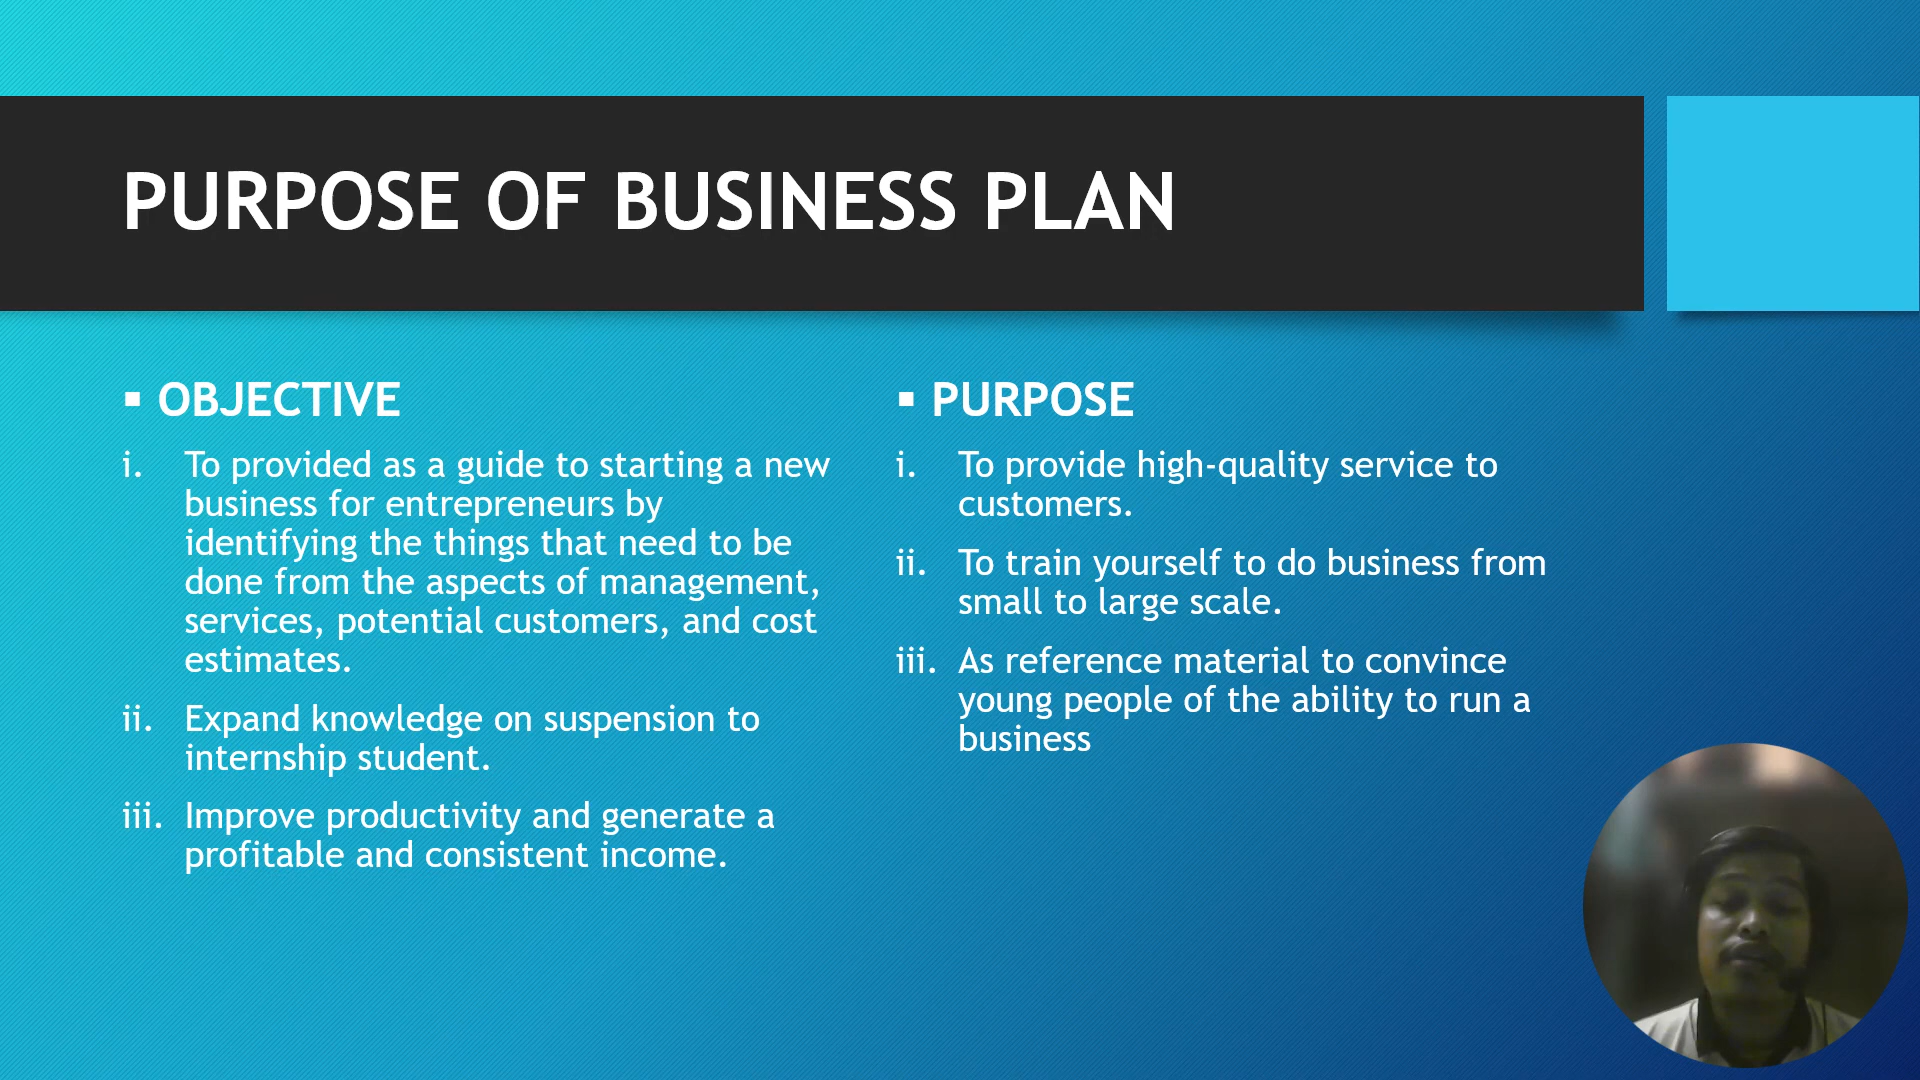 PURPOSE OF BUSINESS PLAN
▪ OBJECTIVE
i. To provided as a guide to starting a new
business for entrepreneurs by
identifying the things that need to be
done from the aspects of management,
services, potential customers, and cost
estimates.
ii. Expand knowledge on suspension to
internship student.
iii. Improve productivity and generate a
profitable and consistent income.
▪ PURPOSE
i. To provide high-quality service to
customers.
ii. To train yourself to do business from
small to large scale.
iii. As reference material to convince
young people of the ability to run a
business